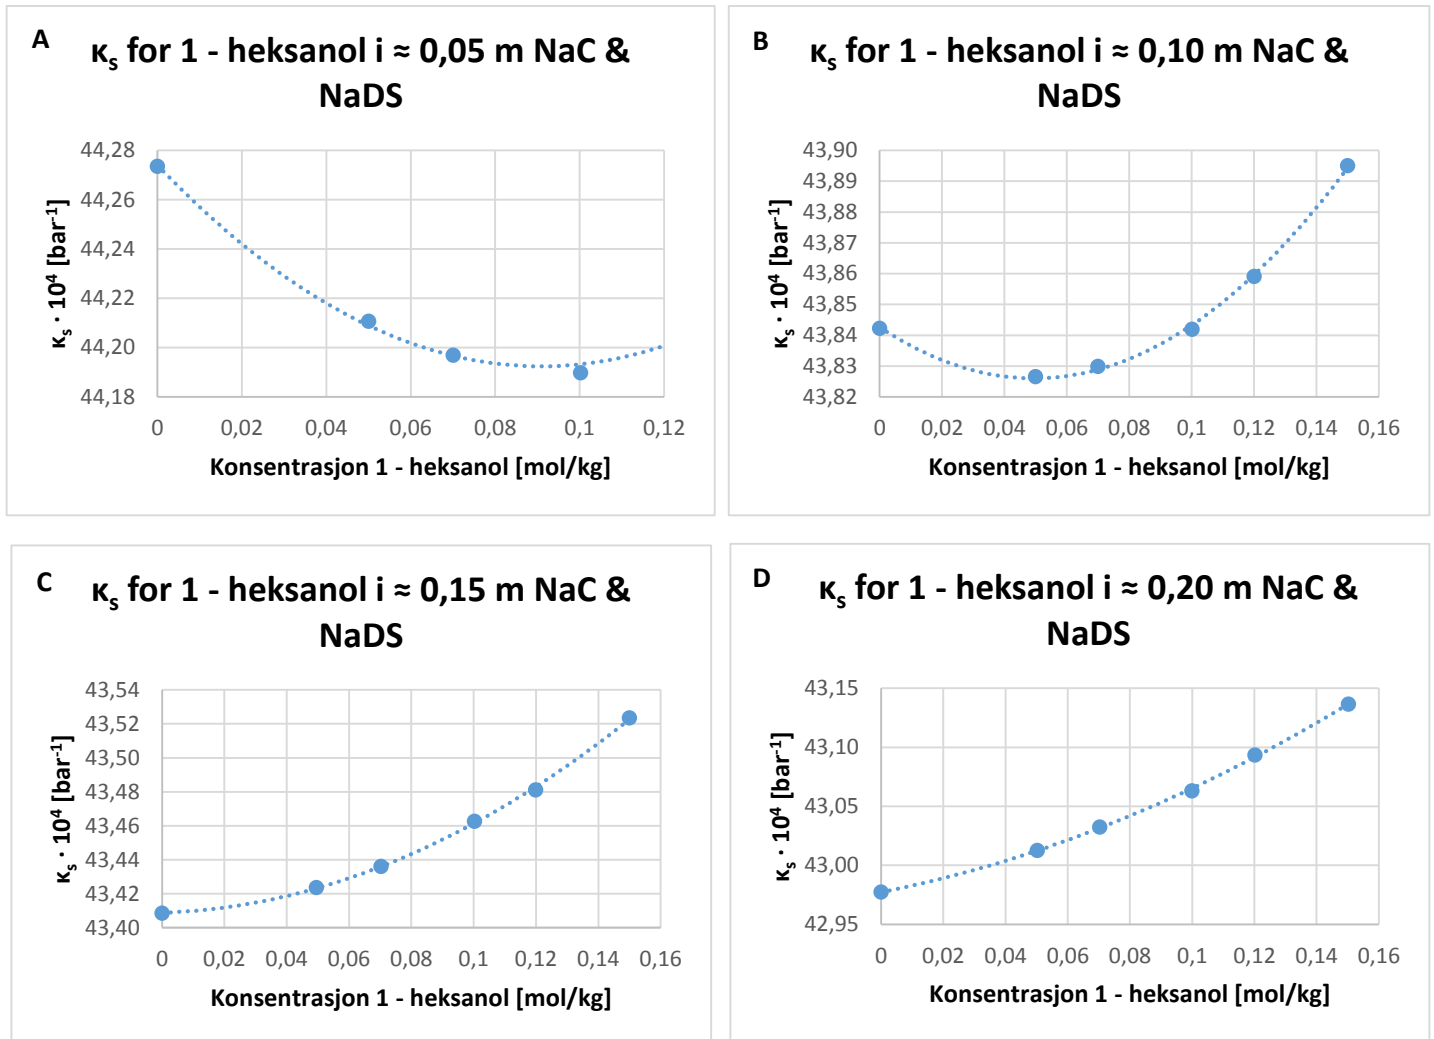 A
κs for 1 - heksanol i ≈ 0,05 m NaC &
NaDS
44,28
44,26
44,24
44,22
44,20
44,18
κs · 10⁴ [bar⁻¹]
0 0,02 0,04 0,06 0,08 0,1 0,12
Konsentrasjon 1 - heksanol [mol/kg]
B
κs for 1 - heksanol i ≈ 0,10 m NaC &
NaDS
43,90
43,89
43,88
43,87
43,86
43,85
43,84
43,83
43,82
κs · 10⁴ [bar⁻¹]
0 0,02 0,04 0,06 0,08 0,1 0,12 0,14 0,16
Konsentrasjon 1 - heksanol [mol/kg]
C
κs for 1 - heksanol i ≈ 0,15 m NaC &
NaDS
43,54
43,52
43,50
43,48
43,46
43,44
43,42
43,40
κs · 10⁴ [bar⁻¹]
0 0,02 0,04 0,06 0,08 0,1 0,12 0,14 0,16
Konsentrasjon 1 - heksanol [mol/kg]
D
κs for 1 - heksanol i ≈ 0,20 m NaC &
NaDS
43,15
43,10
43,05
43,00
42,95
κs · 10⁴ [bar⁻¹]
0 0,02 0,04 0,06 0,08 0,1 0,12 0,14 0,16
Konsentrasjon 1 - heksanol [mol/kg]